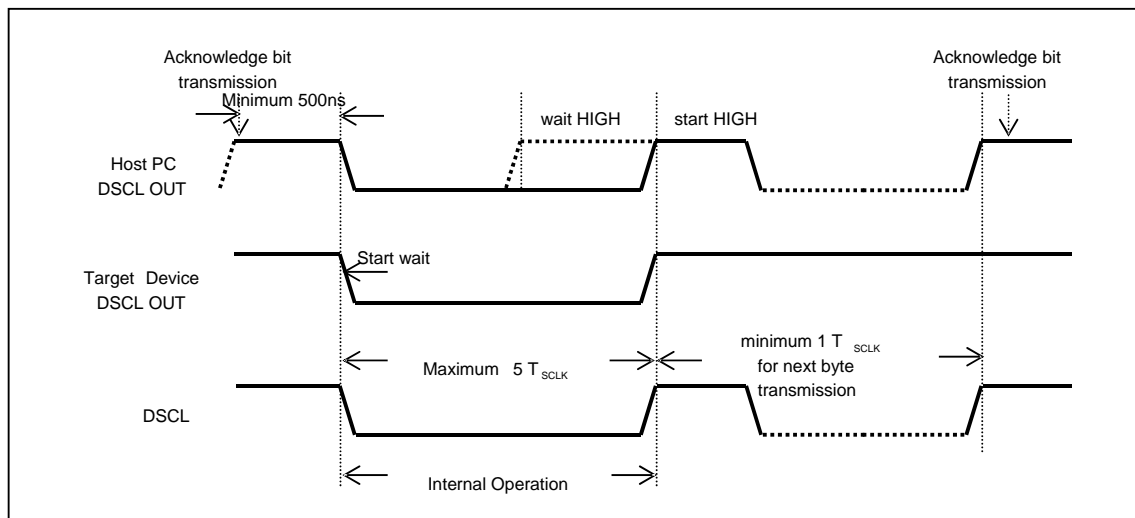 Acknowledge bit
transmission
Minimum 500ns
Acknowledge bit
transmission
wait HIGH
start HIGH
Host PC
DSCL OUT
Start wait
Target Device
DSCL OUT
Maximum 5 TSCLK
minimum 1 TSCLK
for next byte
transmission
DSCL
Internal Operation